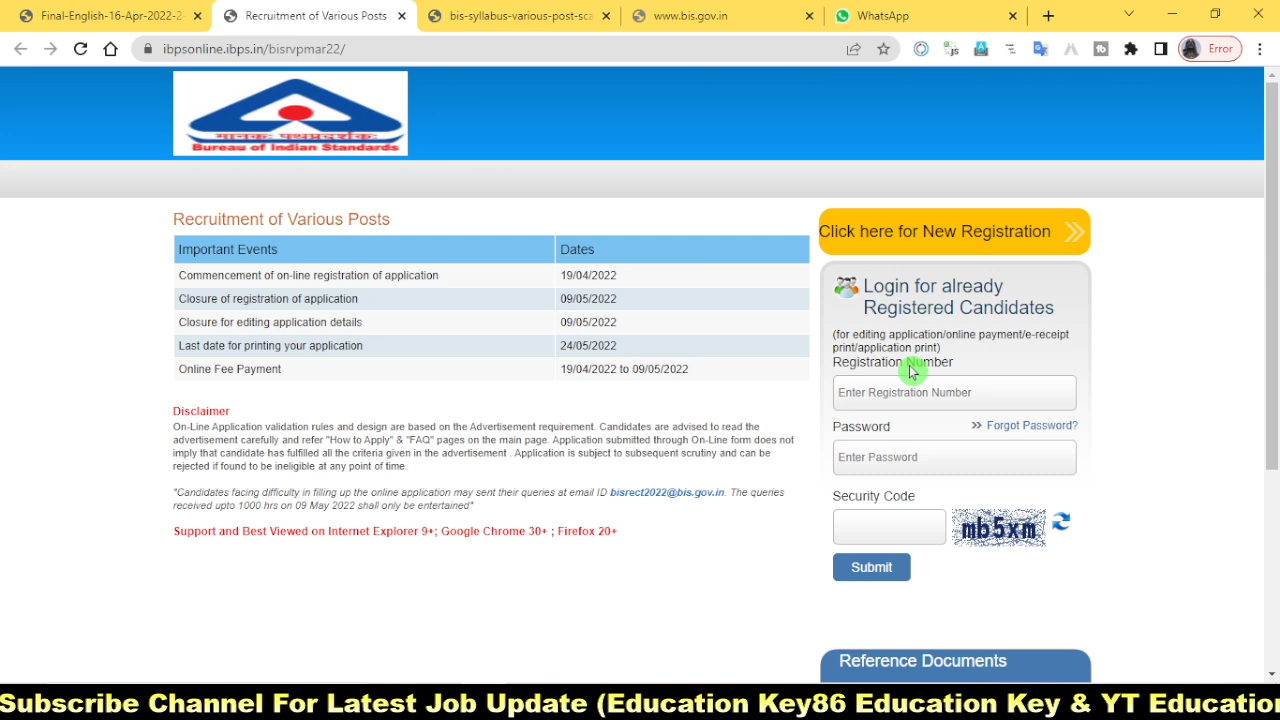 Final-English-16-Apr-2022-2
Recruitment of Various Posts
bis-syllabus-various-post-sca
www.bis.gov.in
WhatsApp
ibpsonline.ibps.in/bisrvpmar22/
Error
मानकः पथप्रदर्शकः
Bureau of Indian Standards
Recruitment of Various Posts
Important Events Dates
Commencement of on-line registration of application 19/04/2022
Closure of registration of application 09/05/2022
Closure for editing application details 09/05/2022
Last date for printing your application 24/05/2022
Online Fee Payment 19/04/2022 to 09/05/2022
Disclaimer
On-Line Application validation rules and design are based on the Advertisement requirement. Candidates are advised to read the
advertisement carefully and refer "How to Apply" & "FAQ" pages on the main page. Application submitted through On-Line form does not
imply that candidate has fulfilled all the criteria given in the advertisement . Application is subject to subsequent scrutiny and can be
rejected if found to be ineligible at any point of time.
"Candidates facing difficulty in filling up the online application may sent their queries at email ID bisrect2022@bis.gov.in. The queries
received upto 1000 hrs on 09 May 2022 shall only be entertained"
Support and Best Viewed on Internet Explorer 9+; Google Chrome 30+ ; Firefox 20+
Click here for New Registration
Login for already
Registered Candidates
(for editing application/online payment/e-receipt
print/application print)
Registration Number
Enter Registration Number
Password
Forgot Password?
Enter Password
Security Code
mb5xm
Submit
Reference Documents
Subscribe Channel For Latest Job Update (Education Key86 Education Key & YT Education